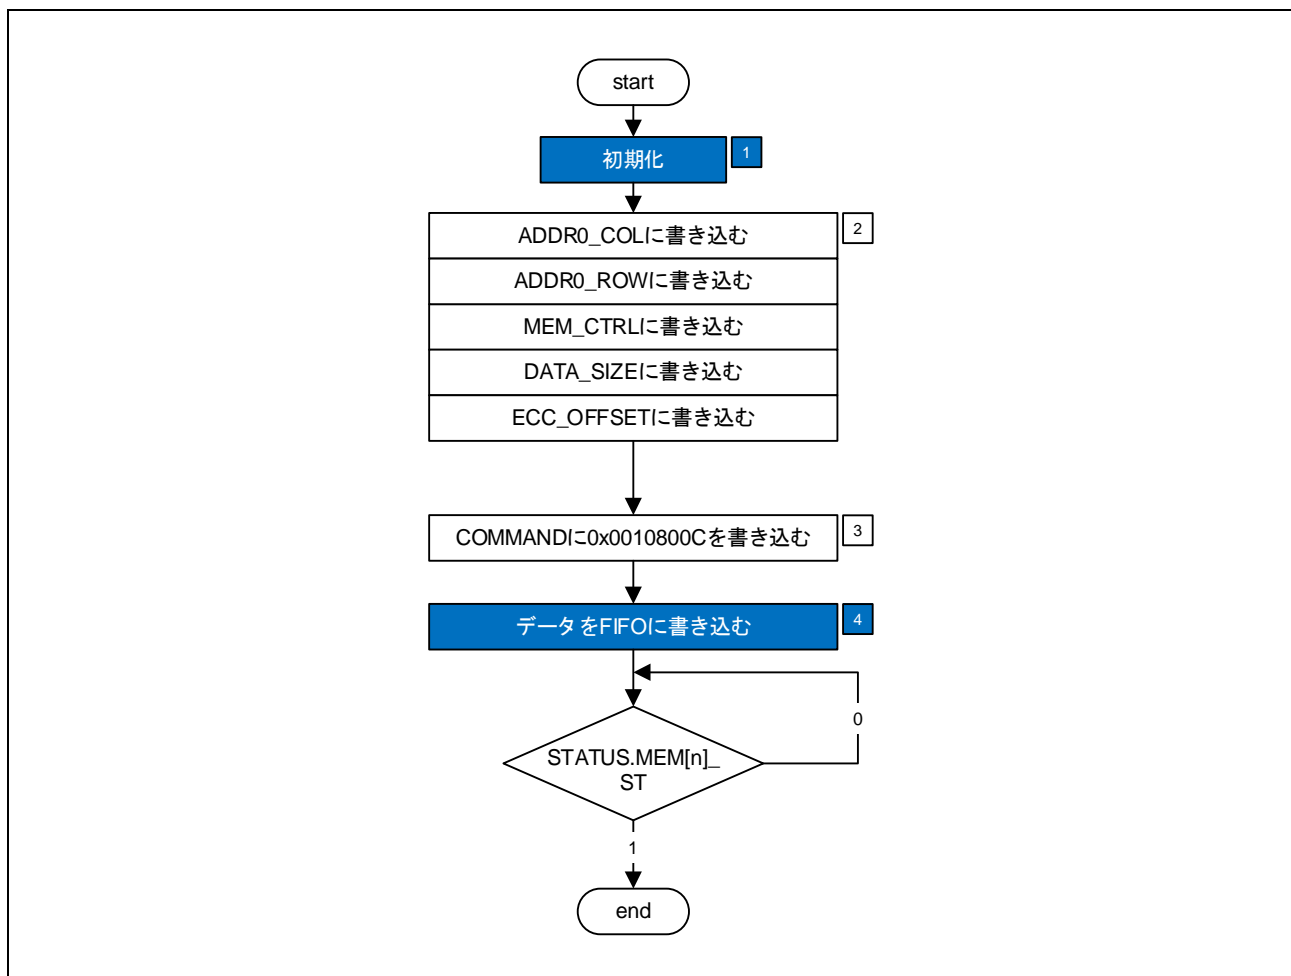 start
初期化
1
ADDR0_COLに書き込む
2
ADDR0_ROWに書き込む
MEM_CTRLに書き込む
DATA_SIZEに書き込む
ECC_OFFSETに書き込む
COMMANDに0x0010800Cを書き込む
3
データをFIFOに書き込む
4
0
STATUS.MEM[n]_
ST
1
end